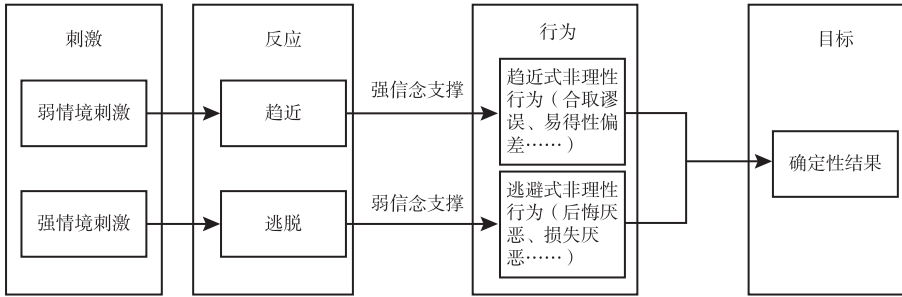 刺激
反应
行为
目标
弱情境刺激
趋近
强信念支撑
趋近式非理性
行为（合取谬
误、易得性偏
差……）
确定性结果
强情境刺激
逃脱
弱信念支撑
逃避式非理性
行为（后悔厌
恶、损失厌
恶……）